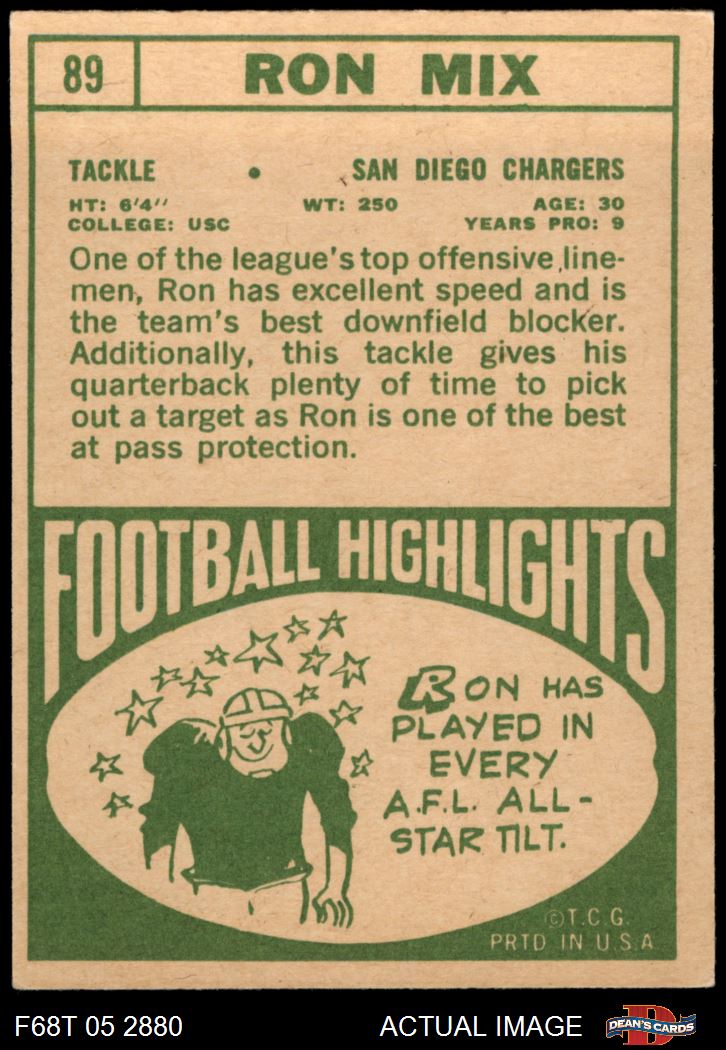 89
RON MIX
TACKLE • SAN DIEGO CHARGERS
HT: 6'4" WT: 250 AGE: 30
COLLEGE: USC YEARS PRO: 9
One of the league's top offensive line-
men, Ron has excellent speed and is
the team's best downfield blocker.
Additionally, this tackle gives his
quarterback plenty of time to pick
out a target as Ron is one of the best
at pass protection.
FOOTBALL HIGHLIGHTS
RON HAS
PLAYED IN
EVERY
A.F.L. ALL-
STAR TILT.
©T.C.G.
PRTD IN U.S.A
F68T 05 2880 ACTUAL IMAGE
D
DEAN'S CARDS